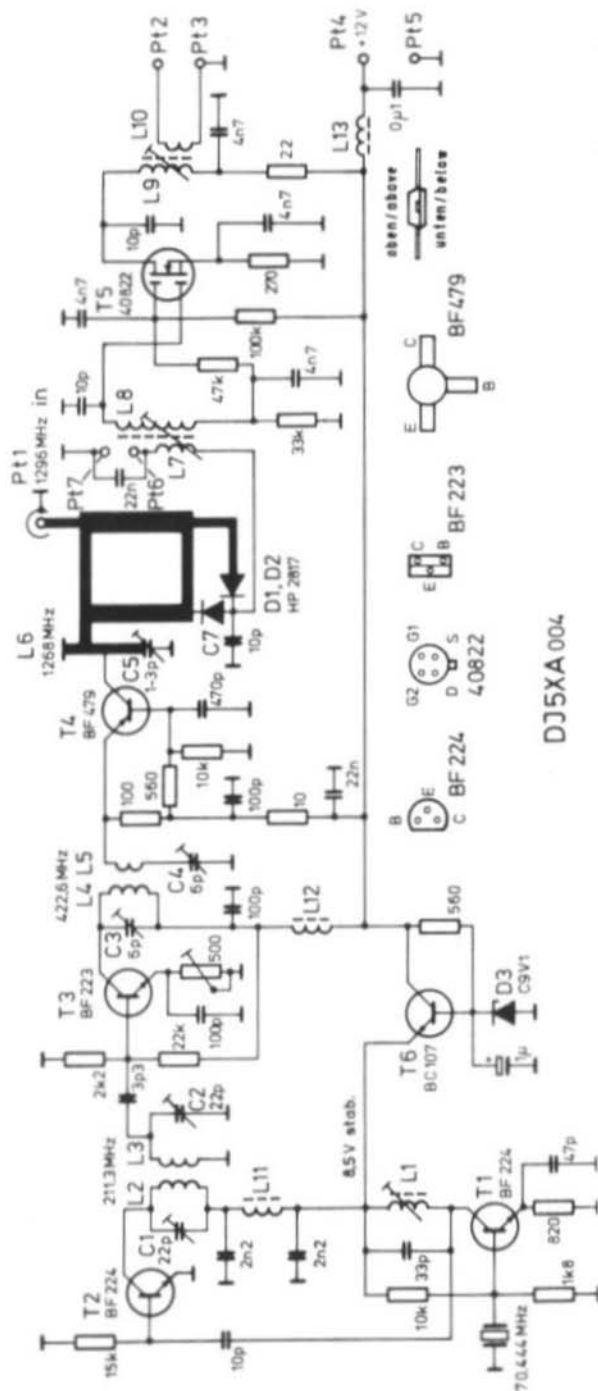 Pt1
1296 MHz in
Pt2
Pt3
Pt4
+12V
Pt5
L10
L9
4n7
22
L13
0µ1
10p
T5
40822
4n7
270
4n7
100k
47k
4n7
33k
10p
L8
L7
Pt7
22n
Pt6
L6
1268 MHz
C5
1-3p
C7
10p
D1, D2
HP 2817
T4
BF 479
470p
10k
560
100
100p
10
22n
422,6 MHz
L4 L5
C4
6p
C3
6p
100p
L12
T3
BF 223
500
100p
22k
2k2
3p3
C2
22p
211,3 MHz
L2 L3
C1
22p
L11
2n2
2n2
T2
BF 224
15k
10p
8,5V stab.
T6
BC107
560
D3
C9V1
+
1µ
L1
33p
10k
T1
BF 224
47p
820
1k8
70,444 MHz
oben/above
unten/below
B
E
C
BF 224
G2
G1
D
S
40822
C
E
B
BF 223
E
C
B
BF 479
DJ5XA 004